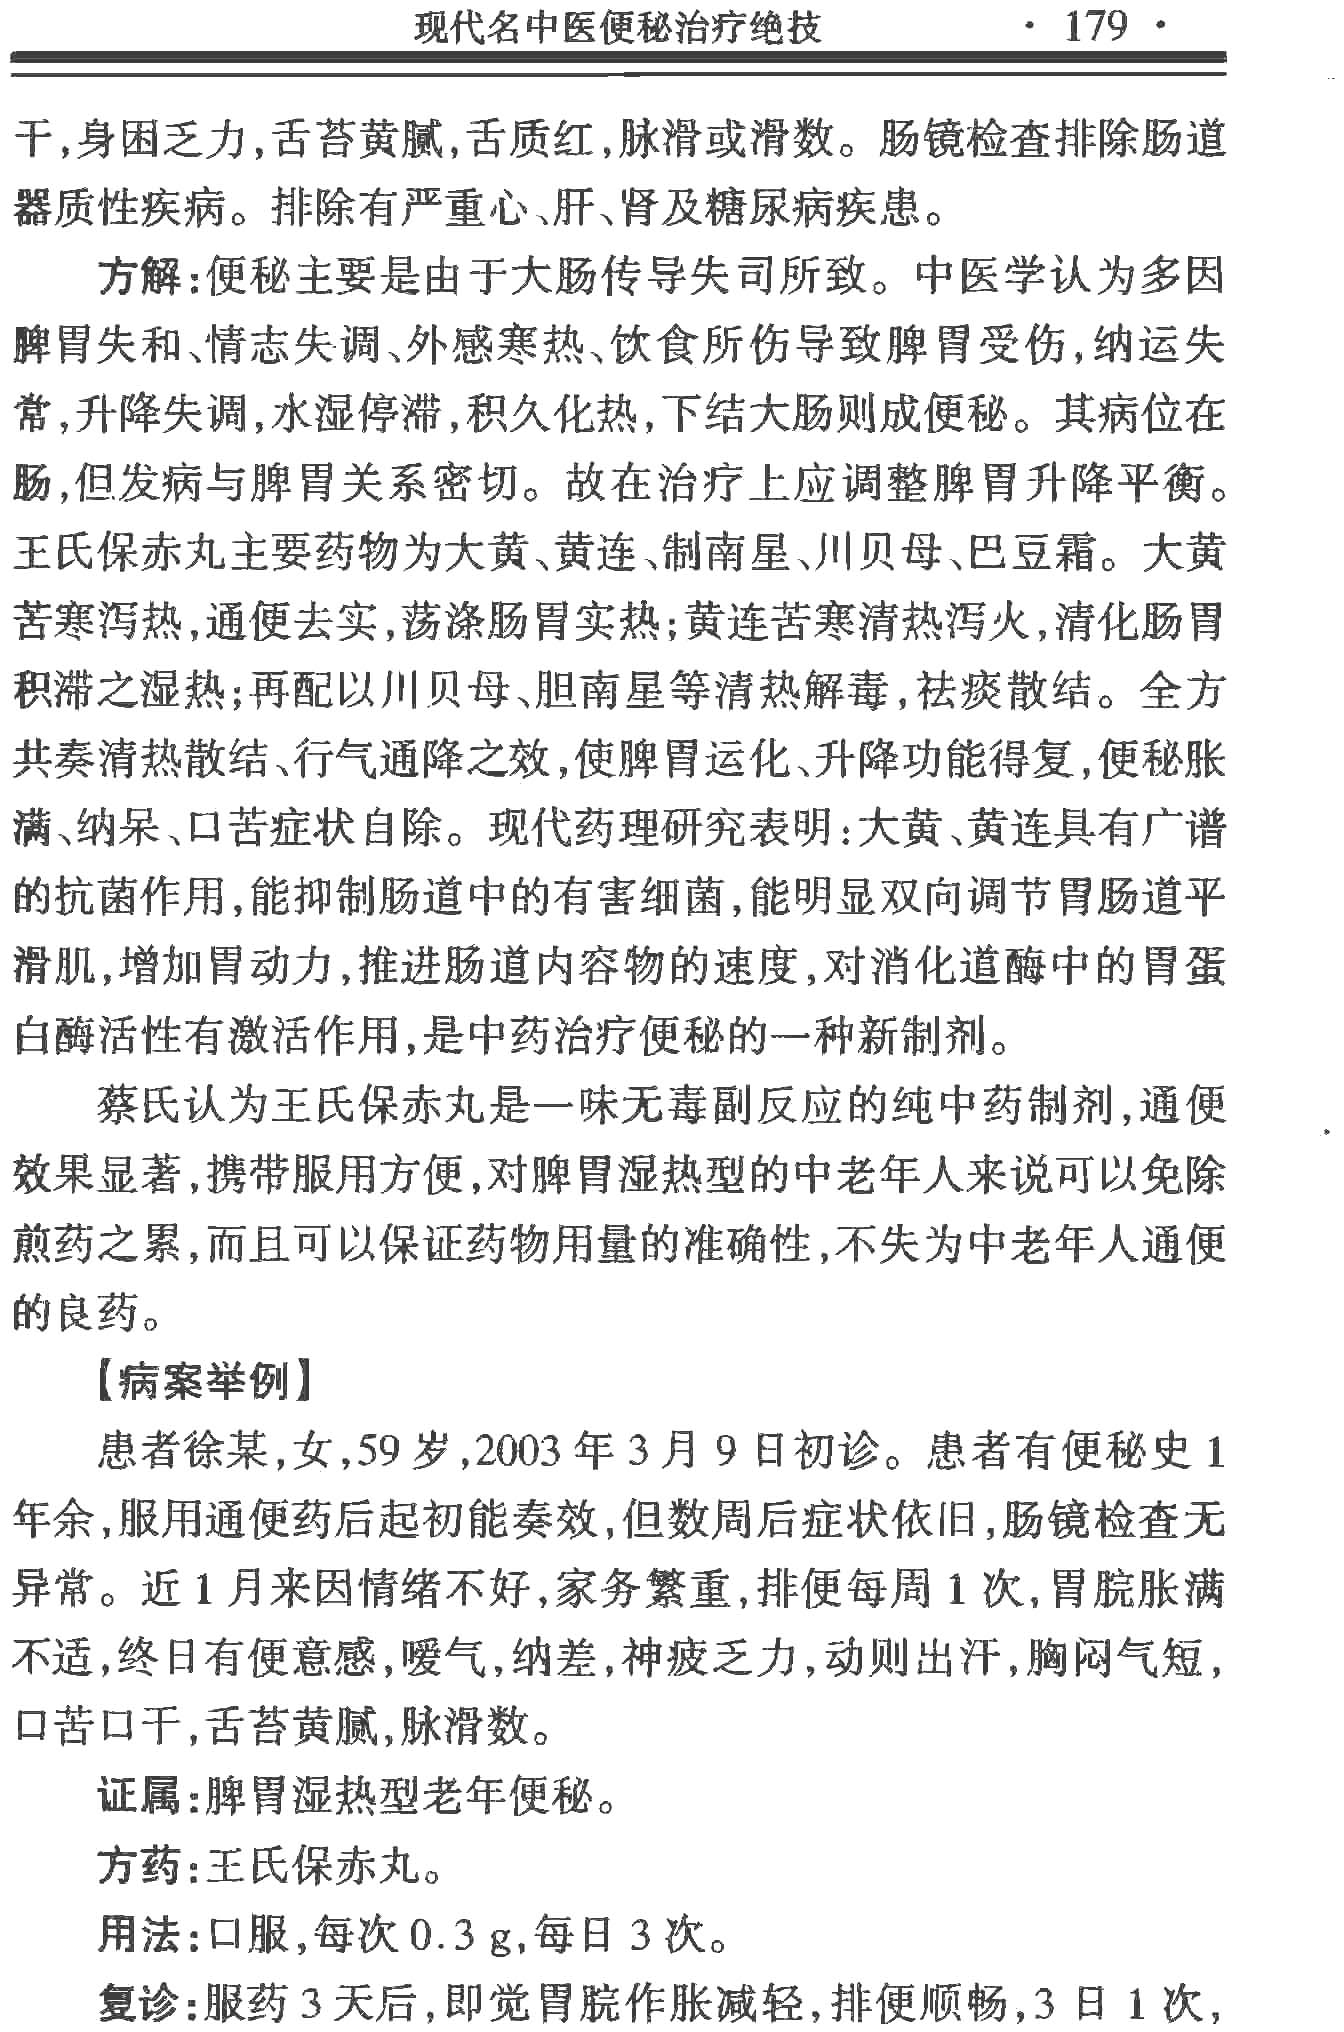 现代名中医便秘治疗绝技 · 179 ·
干,身困乏力,舌苔黄腻,舌质红,脉滑或滑数。肠镜检查排除肠道
器质性疾病。排除有严重心、肝、肾及糖尿病疾患。
方解:便秘主要是由于大肠传导失司所致。中医学认为多因
脾胃失和、情志失调、外感寒热、饮食所伤导致脾胃受伤,纳运失
常,升降失调,水湿停滞,积久化热,下结大肠则成便秘。其病位在
肠,但发病与脾胃关系密切。故在治疗上应调整脾胃升降平衡。
王氏保赤丸主要药物为大黄、黄连、制南星、川贝母、巴豆霜。大黄
苦寒泻热,通便去实,荡涤肠胃实热;黄连苦寒清热泻火,清化肠胃
积滞之湿热;再配以川贝母、胆南星等清热解毒,祛痰散结。全方
共奏清热散结、行气通降之效,使脾胃运化、升降功能得复,便秘胀
满、纳呆、口苦症状自除。现代药理研究表明:大黄、黄连具有广谱
的抗菌作用,能抑制肠道中的有害细菌,能明显双向调节胃肠道平
滑肌,增加胃动力,推进肠道内容物的速度,对消化道酶中的胃蛋
白酶活性有激活作用,是中药治疗便秘的一种新制剂。
蔡氏认为王氏保赤丸是一味无毒副反应的纯中药制剂,通便
效果显著,携带服用方便,对脾胃湿热型的中老年人来说可以免除
煎药之累,而且可以保证药物用量的准确性,不失为中老年人通便
的良药。
【病案举例】
患者徐某,女,59岁,2003年3月9日初诊。患者有便秘史1
年余,服用通便药后起初能奏效,但数周后症状依旧,肠镜检查无
异常。近1月来因情绪不好,家务繁重,排便每周1次,胃脘胀满
不适,终日有便意感,嗳气,纳差,神疲乏力,动则出汗,胸闷气短,
口苦口干,舌苔黄腻,脉滑数。
证属:脾胃湿热型老年便秘。
方药:王氏保赤丸。
用法:口服,每次0.3 g,每日3次。
复诊:服药3天后,即觉胃脘作胀减轻,排便顺畅,3日1次,